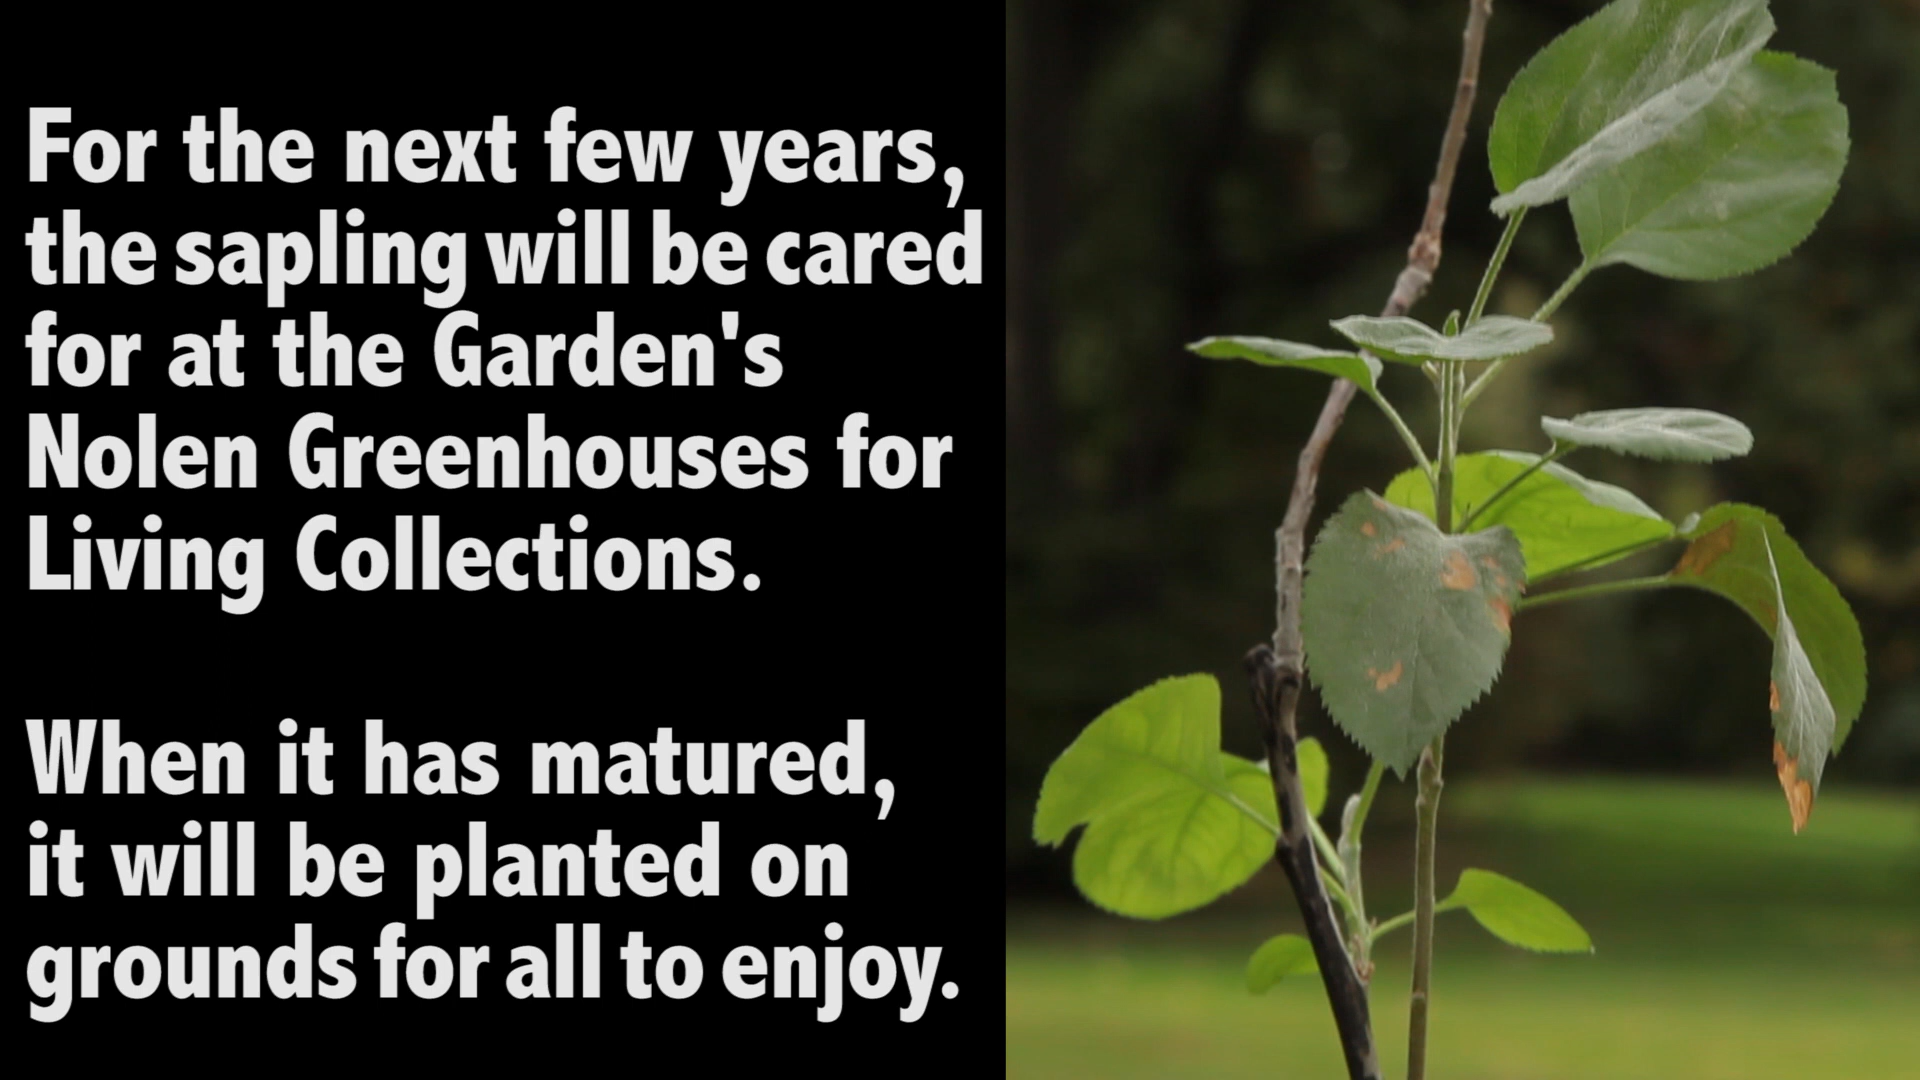 For the next few years,
the sapling will be cared
for at the Garden's
Nolen Greenhouses for
Living Collections.
When it has matured,
it will be planted on
grounds for all to enjoy.